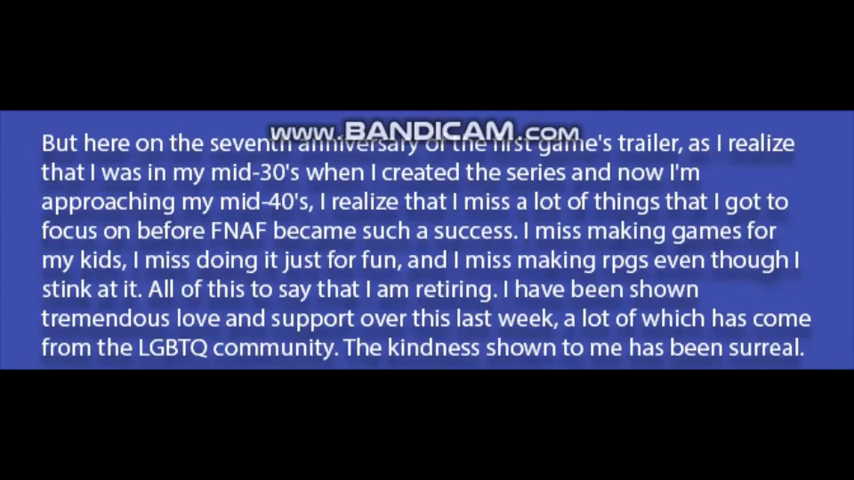 www.BANDICAM.com
But here on the seventh anniversary of the first game's trailer, as I realize
that I was in my mid-30's when I created the series and now I'm
approaching my mid-40's, I realize that I miss a lot of things that I got to
focus on before FNAF became such a success. I miss making games for
my kids, I miss doing it just for fun, and I miss making rpgs even though I
stink at it. All of this to say that I am retiring. I have been shown
tremendous love and support over this last week, a lot of which has come
from the LGBTQ community. The kindness shown to me has been surreal.